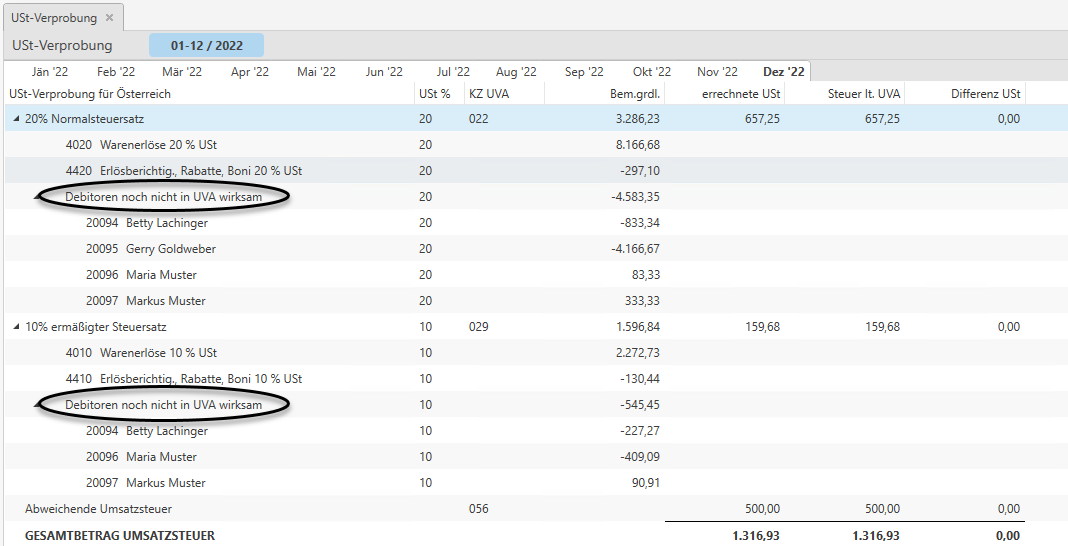 USt-Verprobung ×
USt-Verprobung 01-12 / 2022
Jän '22 Feb '22 Mär '22 Apr '22 Mai '22 Jun '22 Jul '22 Aug '22 Sep '22 Okt '22 Nov '22 Dez '22
USt-Verprobung für Österreich USt % KZ UVA Bem.grdl. errechnete USt Steuer lt. UVA Differenz USt
20% Normalsteuersatz 20 022 3.286,23 657,25 657,25 0,00
4020 Warenerlöse 20 % USt 20 8.166,68
4420 Erlösberichtig., Rabatte, Boni 20 % USt 20 -297,10
Debitoren noch nicht in UVA wirksam 20 -4.583,35
20094 Betty Lachinger 20 -833,34
20095 Gerry Goldweber 20 -4.166,67
20096 Maria Muster 20 83,33
20097 Markus Muster 20 333,33
10% ermäßigter Steuersatz 10 029 1.596,84 159,68 159,68 0,00
4010 Warenerlöse 10 % USt 10 2.272,73
4410 Erlösberichtig., Rabatte, Boni 10 % USt 10 -130,44
Debitoren noch nicht in UVA wirksam 10 -545,45
20094 Betty Lachinger 10 -227,27
20096 Maria Muster 10 -409,09
20097 Markus Muster 10 90,91
Abweichende Umsatzsteuer 056 500,00 500,00 0,00
GESAMTBETRAG UMSATZSTEUER 1.316,93 1.316,93 0,00